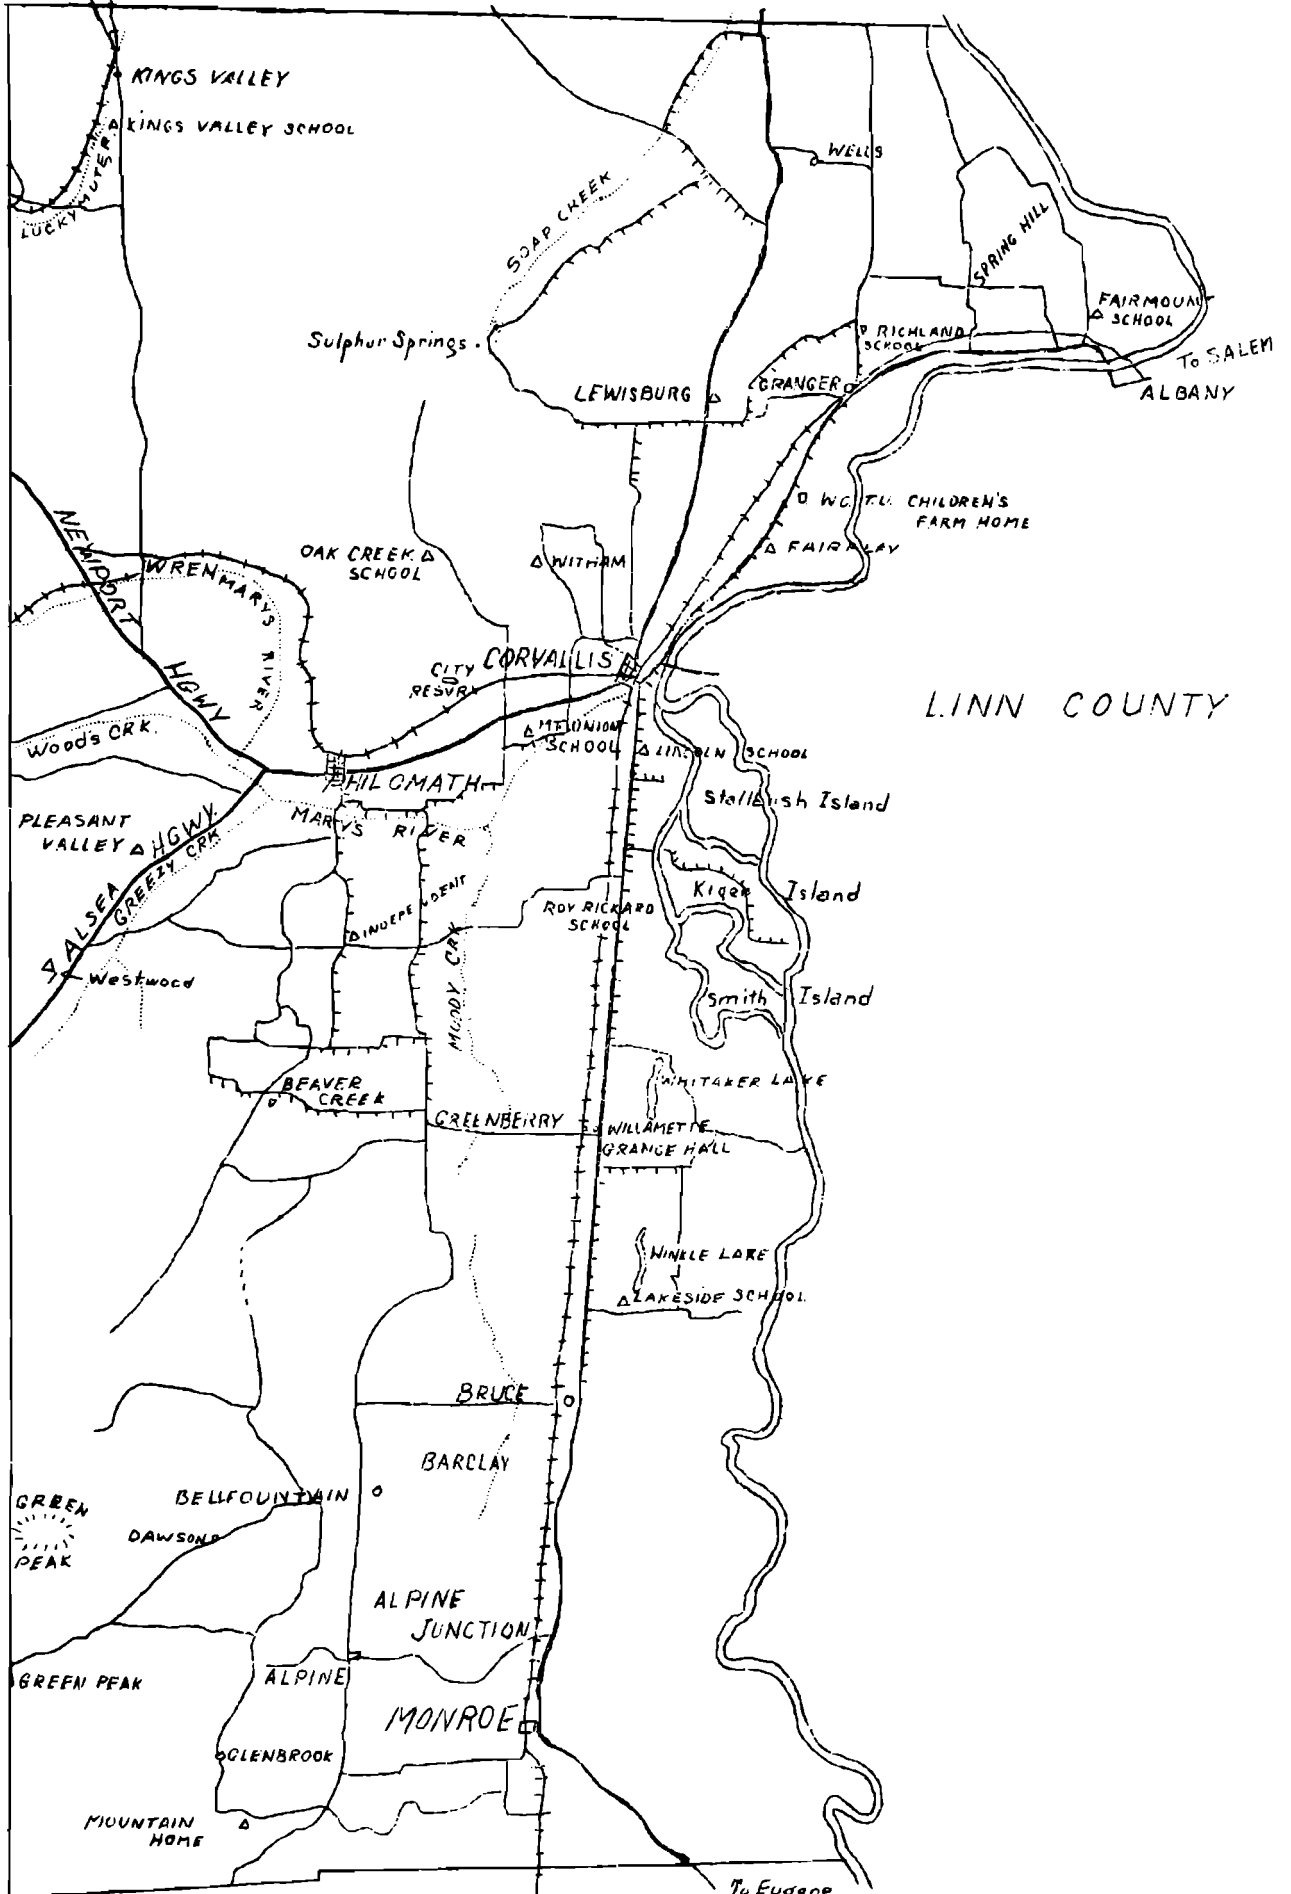 KINGS VALLEY
KINGS VALLEY SCHOOL
LUCKYMUTER.
SOAP CREEK
WELLS
SPRING HILL
FAIRMOUNT
SCHOOL
Sulphur Springs.
RICHLAND
SCHOOL
To SALEM
LEWISBURG
GRANGER
ALBANY
NEWPORT
HGWY
WREN
MARYS RIVER
OAK CREEK
SCHOOL
WITHAM
W.C.T.U. CHILDREN'S
FARM HOME
FAIRPLAY
CITY
RESVR.
CORVALLIS
LINN COUNTY
Woods CRK.
MT. UNION
SCHOOL
LINCOLN SCHOOL
PHILOMATH
Stallbush Island
PLEASANT
VALLEY
ALSEA HGWY.
GREEZY CRK
MARYS RIVER
Kiger Island
INDEPENDENT
ROY RICKARD
SCHOOL
MUDDY CRK
Westwood
Smith Island
BEAVER
CREEK
WHITAKER LAKE
GREENBERRY
WILLAMETTE
GRANGE HALL
WINKLE LAKE
LAKESIDE SCHOOL
BRUCE
BARCLAY
BELLFOUNTAIN
GREEN
PEAK
DAWSON
ALPINE
JUNCTION
GREEN PEAK
ALPINE
MONROE
GLENBROOK
MOUNTAIN
HOME
To Eugene